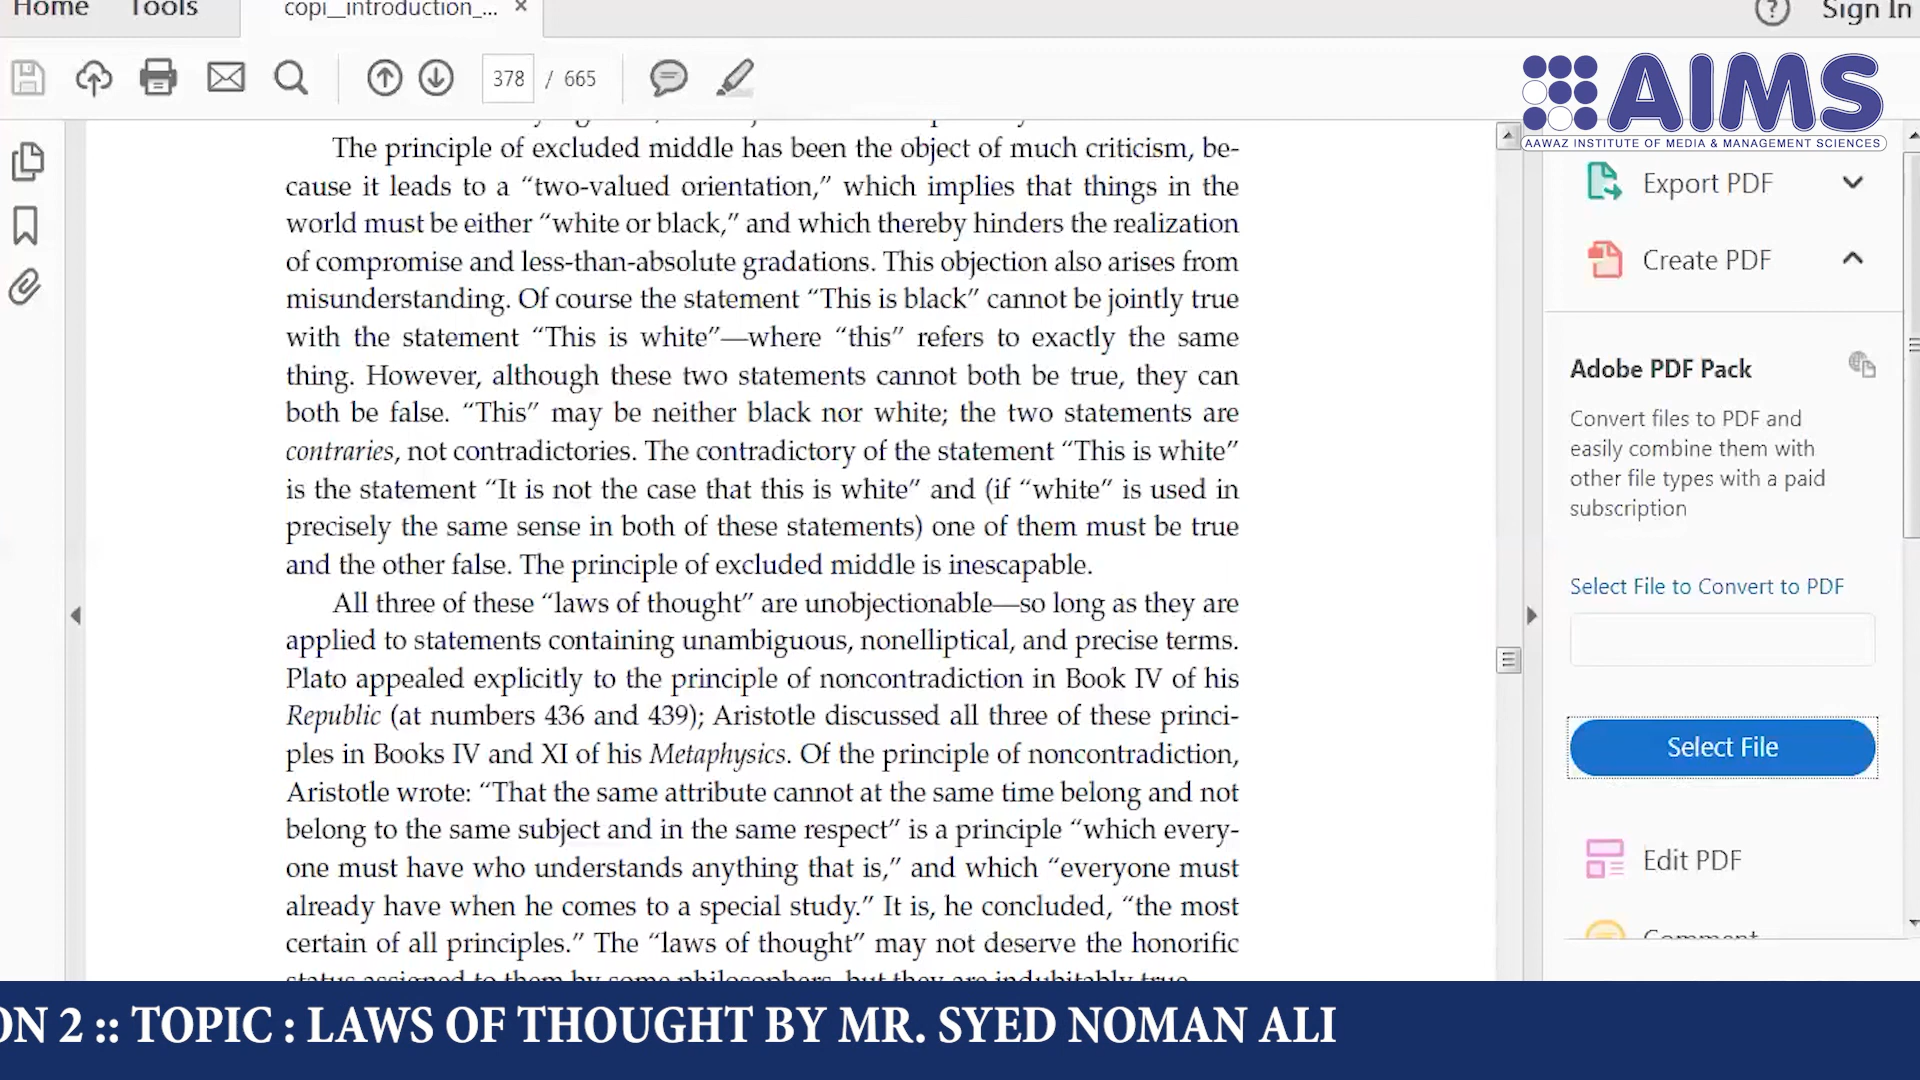 Home Tools copi__introduction_... × ? Sign In
378 / 665
AIMS
AAWAZ INSTITUTE OF MEDIA & MANAGEMENT SCIENCES
The principle of excluded middle has been the object of much criticism, be-
cause it leads to a “two-valued orientation,” which implies that things in the
world must be either “white or black,” and which thereby hinders the realization
of compromise and less-than-absolute gradations. This objection also arises from
misunderstanding. Of course the statement “This is black” cannot be jointly true
with the statement “This is white”—where “this” refers to exactly the same
thing. However, although these two statements cannot both be true, they can
both be false. “This” may be neither black nor white; the two statements are
contraries, not contradictories. The contradictory of the statement “This is white”
is the statement “It is not the case that this is white” and (if “white” is used in
precisely the same sense in both of these statements) one of them must be true
and the other false. The principle of excluded middle is inescapable.
All three of these “laws of thought” are unobjectionable—so long as they are
applied to statements containing unambiguous, nonelliptical, and precise terms.
Plato appealed explicitly to the principle of noncontradiction in Book IV of his
Republic (at numbers 436 and 439); Aristotle discussed all three of these princi-
ples in Books IV and XI of his Metaphysics. Of the principle of noncontradiction,
Aristotle wrote: “That the same attribute cannot at the same time belong and not
belong to the same subject and in the same respect” is a principle “which every-
one must have who understands anything that is,” and which “everyone must
already have when he comes to a special study.” It is, he concluded, “the most
certain of all principles.” The “laws of thought” may not deserve the honorific
status assigned to them by some philosophers, but they are indubitably true.
Export PDF
Create PDF
Adobe PDF Pack
Convert files to PDF and
easily combine them with
other file types with a paid
subscription
Select File to Convert to PDF
Select File
Edit PDF
Comment
ON 2 :: TOPIC : LAWS OF THOUGHT BY MR. SYED NOMAN ALI